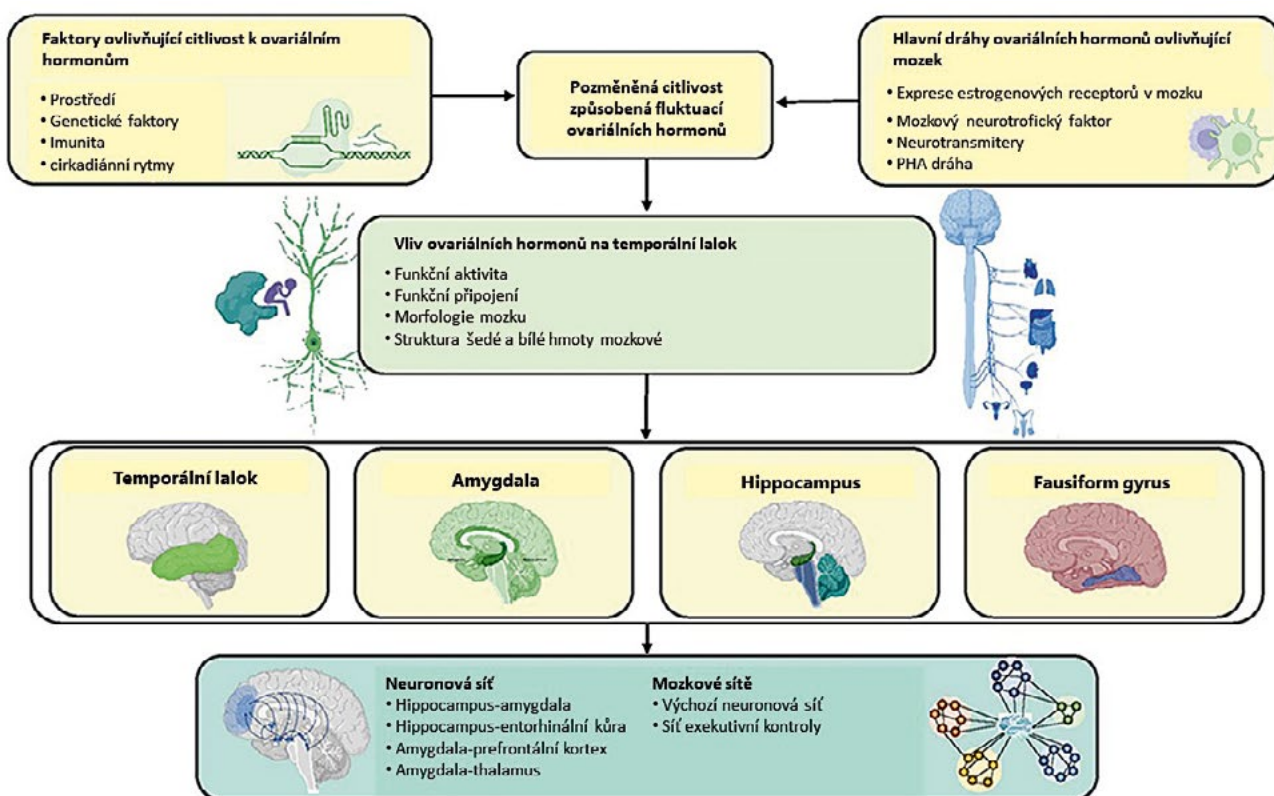 Faktory ovlivňující citlivost k ovariálním
hormonům
• Prostředí
• Genetické faktory
• Imunita
• cirkadiánní rytmy
Pozměněná citlivost
způsobená fluktuací
ovariálních hormonů
Hlavní dráhy ovariálních hormonů ovlivňující
mozek
• Exprese estrogenových receptorů v mozku
• Mozkový neurotrofický faktor
• Neurotransmitery
• PHA dráha
Vliv ovariálních hormonů na temporální lalok
• Funkční aktivita
• Funkční připojení
• Morfologie mozku
• Struktura šedé a bílé hmoty mozkové
Temporální lalok
Amygdala
Hippocampus
Fausiform gyrus
Neuronová síť
• Hippocampus-amygdala
• Hippocampus-entorhinální kůra
• Amygdala-prefrontální kortex
• Amygdala-thalamus
Mozkové sítě
• Výchozí neuronová síť
• Síť exekutivní kontroly